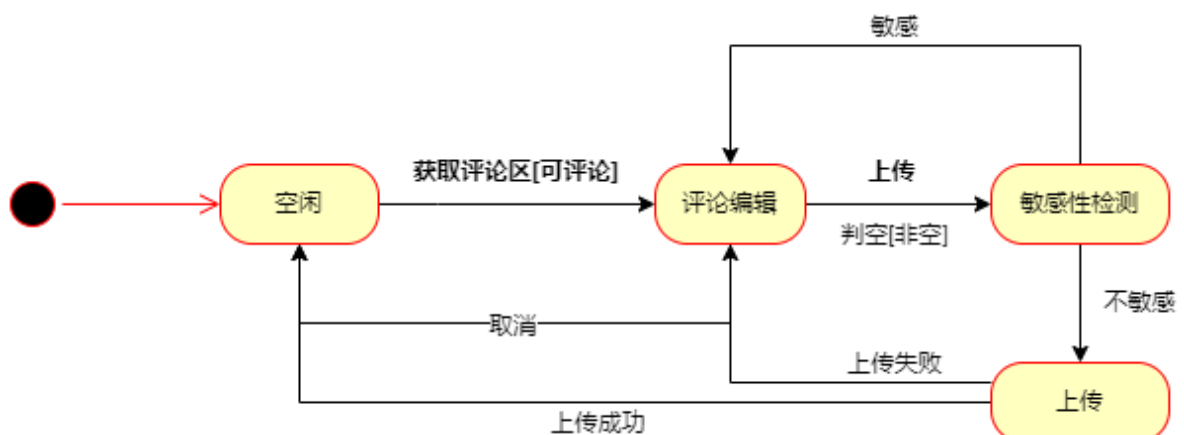 敏感
获取评论区[可评论]
上传
空闲
评论编辑
敏感性检测
判空[非空]
不敏感
取消
上传失败
上传
上传成功